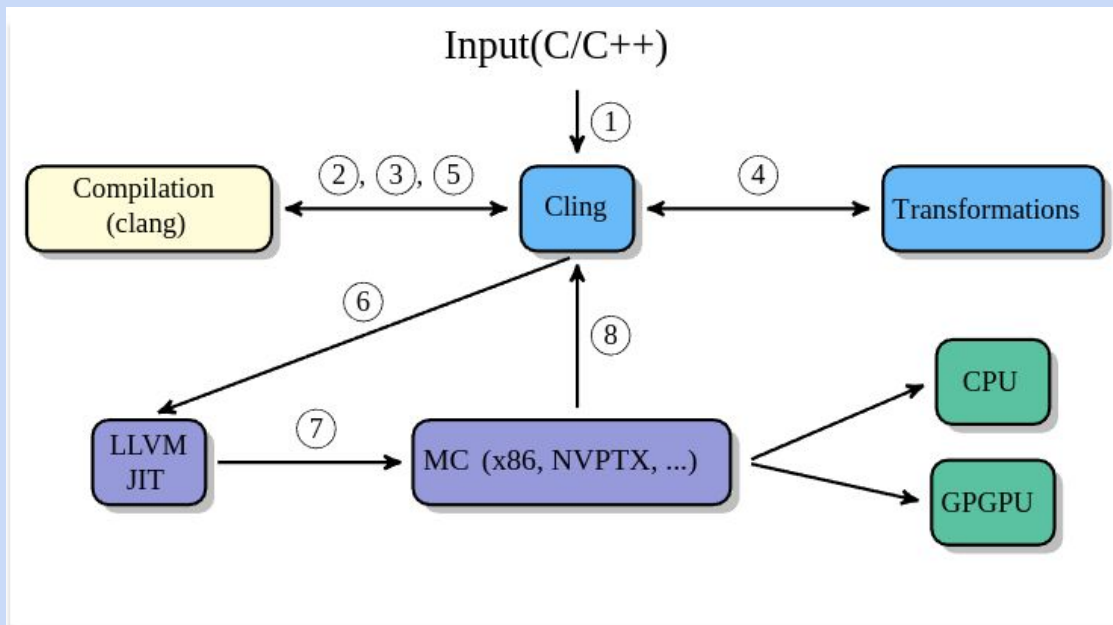 Input(C/C++)
1
Compilation
(clang)
2, 3, 5
Cling
4
Transformations
6
8
CPU
LLVM
JIT
7
MC (x86, NVPTX, ...)
GPGPU